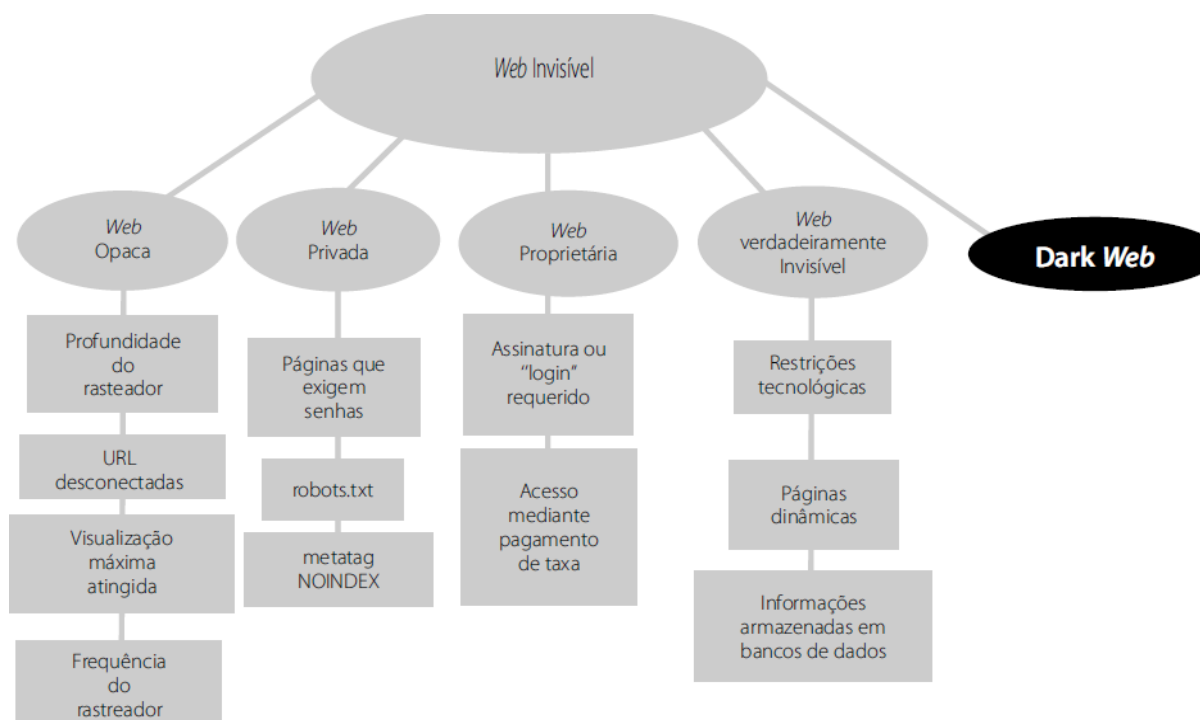 Web Invisível
Web
Opaca
Profundidade
do
rasteador
URL
desconectadas
Visualização
máxima
atingida
Frequência
do
rastreador
Web
Privada
Páginas que
exigem
senhas
robots.txt
metatag
NOINDEX
Web
Proprietária
Assinatura ou
“login”
requerido
Acesso
mediante
pagamento
de taxa
Web
verdadeiramente
Invisível
Restrições
tecnológicas
Páginas
dinâmicas
Informações
armazenadas em
bancos de dados
Dark Web